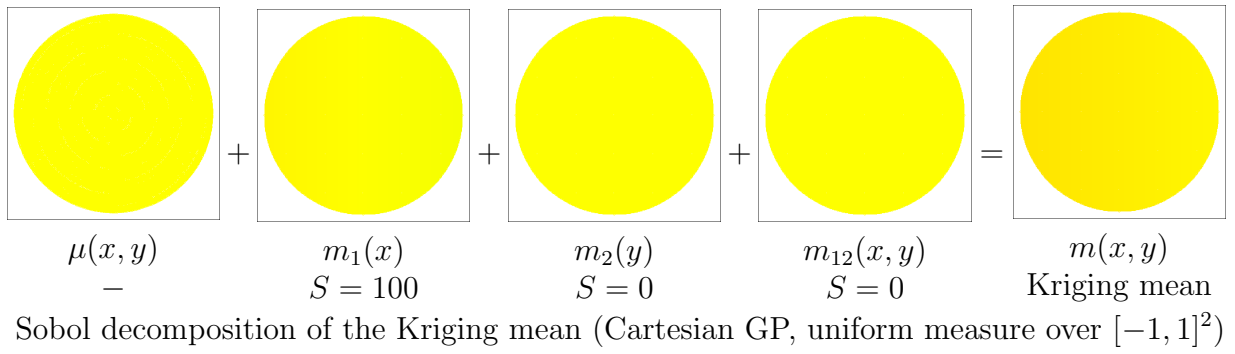 + + + =
μ(x, y) m₁(x) m₂(y) m₁₂(x, y) m(x, y)
− S = 100 S = 0 S = 0 Kriging mean
Sobol decomposition of the Kriging mean (Cartesian GP, uniform measure over [−1, 1]²)